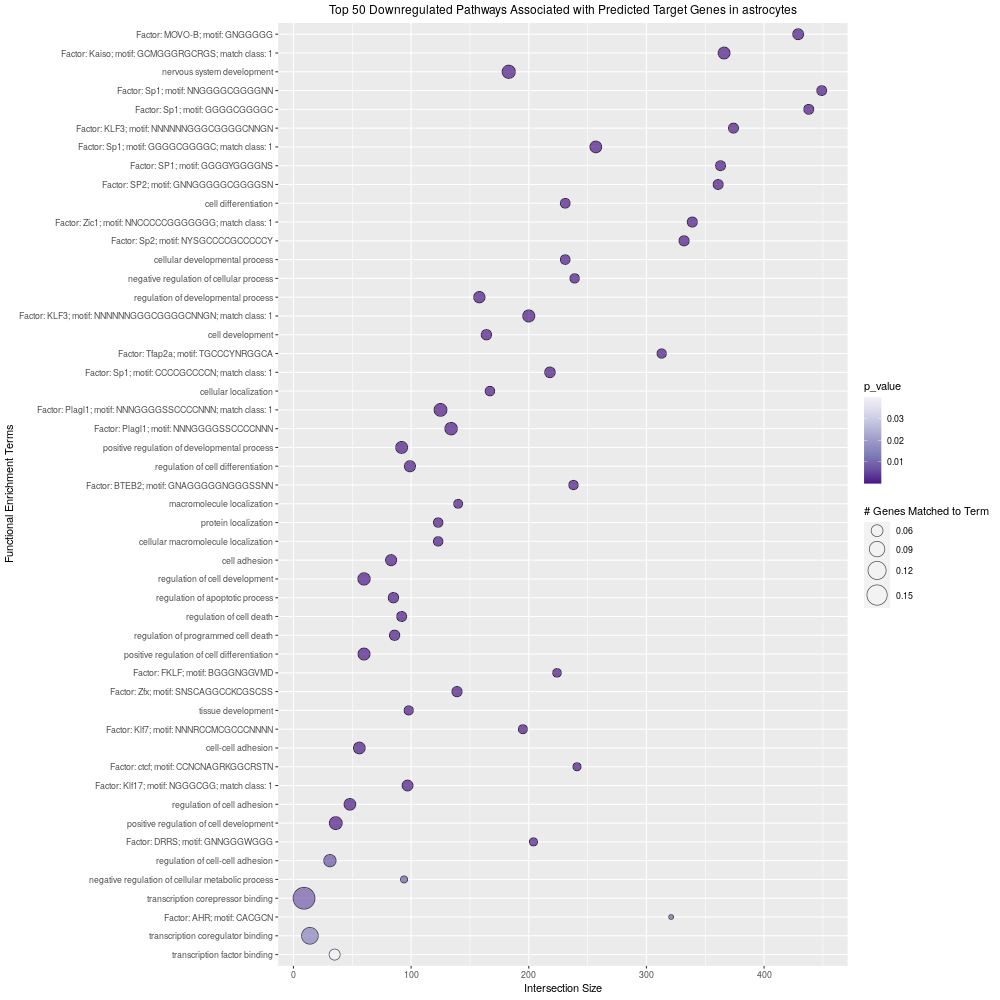 Top 50 Downregulated Pathways Associated with Predicted Target Genes in astrocytes
Functional Enrichment Terms
Factor: MOVO-B; motif: GNGGGGG
Factor: Kaiso; motif: GCMGGGRGCRGS; match class: 1
nervous system development
Factor: Sp1; motif: NNGGGGCGGGGNN
Factor: Sp1; motif: GGGGCGGGGC
Factor: KLF3; motif: NNNNNNGGGCGGGGCNNGN
Factor: Sp1; motif: GGGGCGGGGC; match class: 1
Factor: SP1; motif: GGGGYGGGGNS
Factor: SP2; motif: GNNGGGGGCGGGGSN
cell differentiation
Factor: Zic1; motif: NNCCCCCGGGGGGG; match class: 1
Factor: Sp2; motif: NYSGCCCCGCCCCCY
cellular developmental process
negative regulation of cellular process
regulation of developmental process
Factor: KLF3; motif: NNNNNNGGGCGGGGCNNGN; match class: 1
cell development
Factor: Tfap2a; motif: TGCCCYNRGGCA
Factor: Sp1; motif: CCCCGCCCCN; match class: 1
cellular localization
Factor: Plagl1; motif: NNNGGGGSSCCCCNNN; match class: 1
Factor: Plagl1; motif: NNNGGGGSSCCCCNNN
positive regulation of developmental process
regulation of cell differentiation
Factor: BTEB2; motif: GNAGGGGGNGGGSSNN
macromolecule localization
protein localization
cellular macromolecule localization
cell adhesion
regulation of cell development
regulation of apoptotic process
regulation of cell death
regulation of programmed cell death
positive regulation of cell differentiation
Factor: FKLF; motif: BGGGNGGVMD
Factor: Zfx; motif: SNSCAGGCCKCGSCSS
tissue development
Factor: Klf7; motif: NNNRCCMCGCCCNNNN
cell-cell adhesion
Factor: ctcf; motif: CCNCNAGRKGGCRSTN
Factor: Klf17; motif: NGGGCGG; match class: 1
regulation of cell adhesion
positive regulation of cell development
Factor: DRRS; motif: GNNGGGWGGG
regulation of cell-cell adhesion
negative regulation of cellular metabolic process
transcription corepressor binding
Factor: AHR; motif: CACGCN
transcription coregulator binding
transcription factor binding
0 100 200 300 400
Intersection Size
p_value
0.03
0.02
0.01
# Genes Matched to Term
0.06
0.09
0.12
0.15